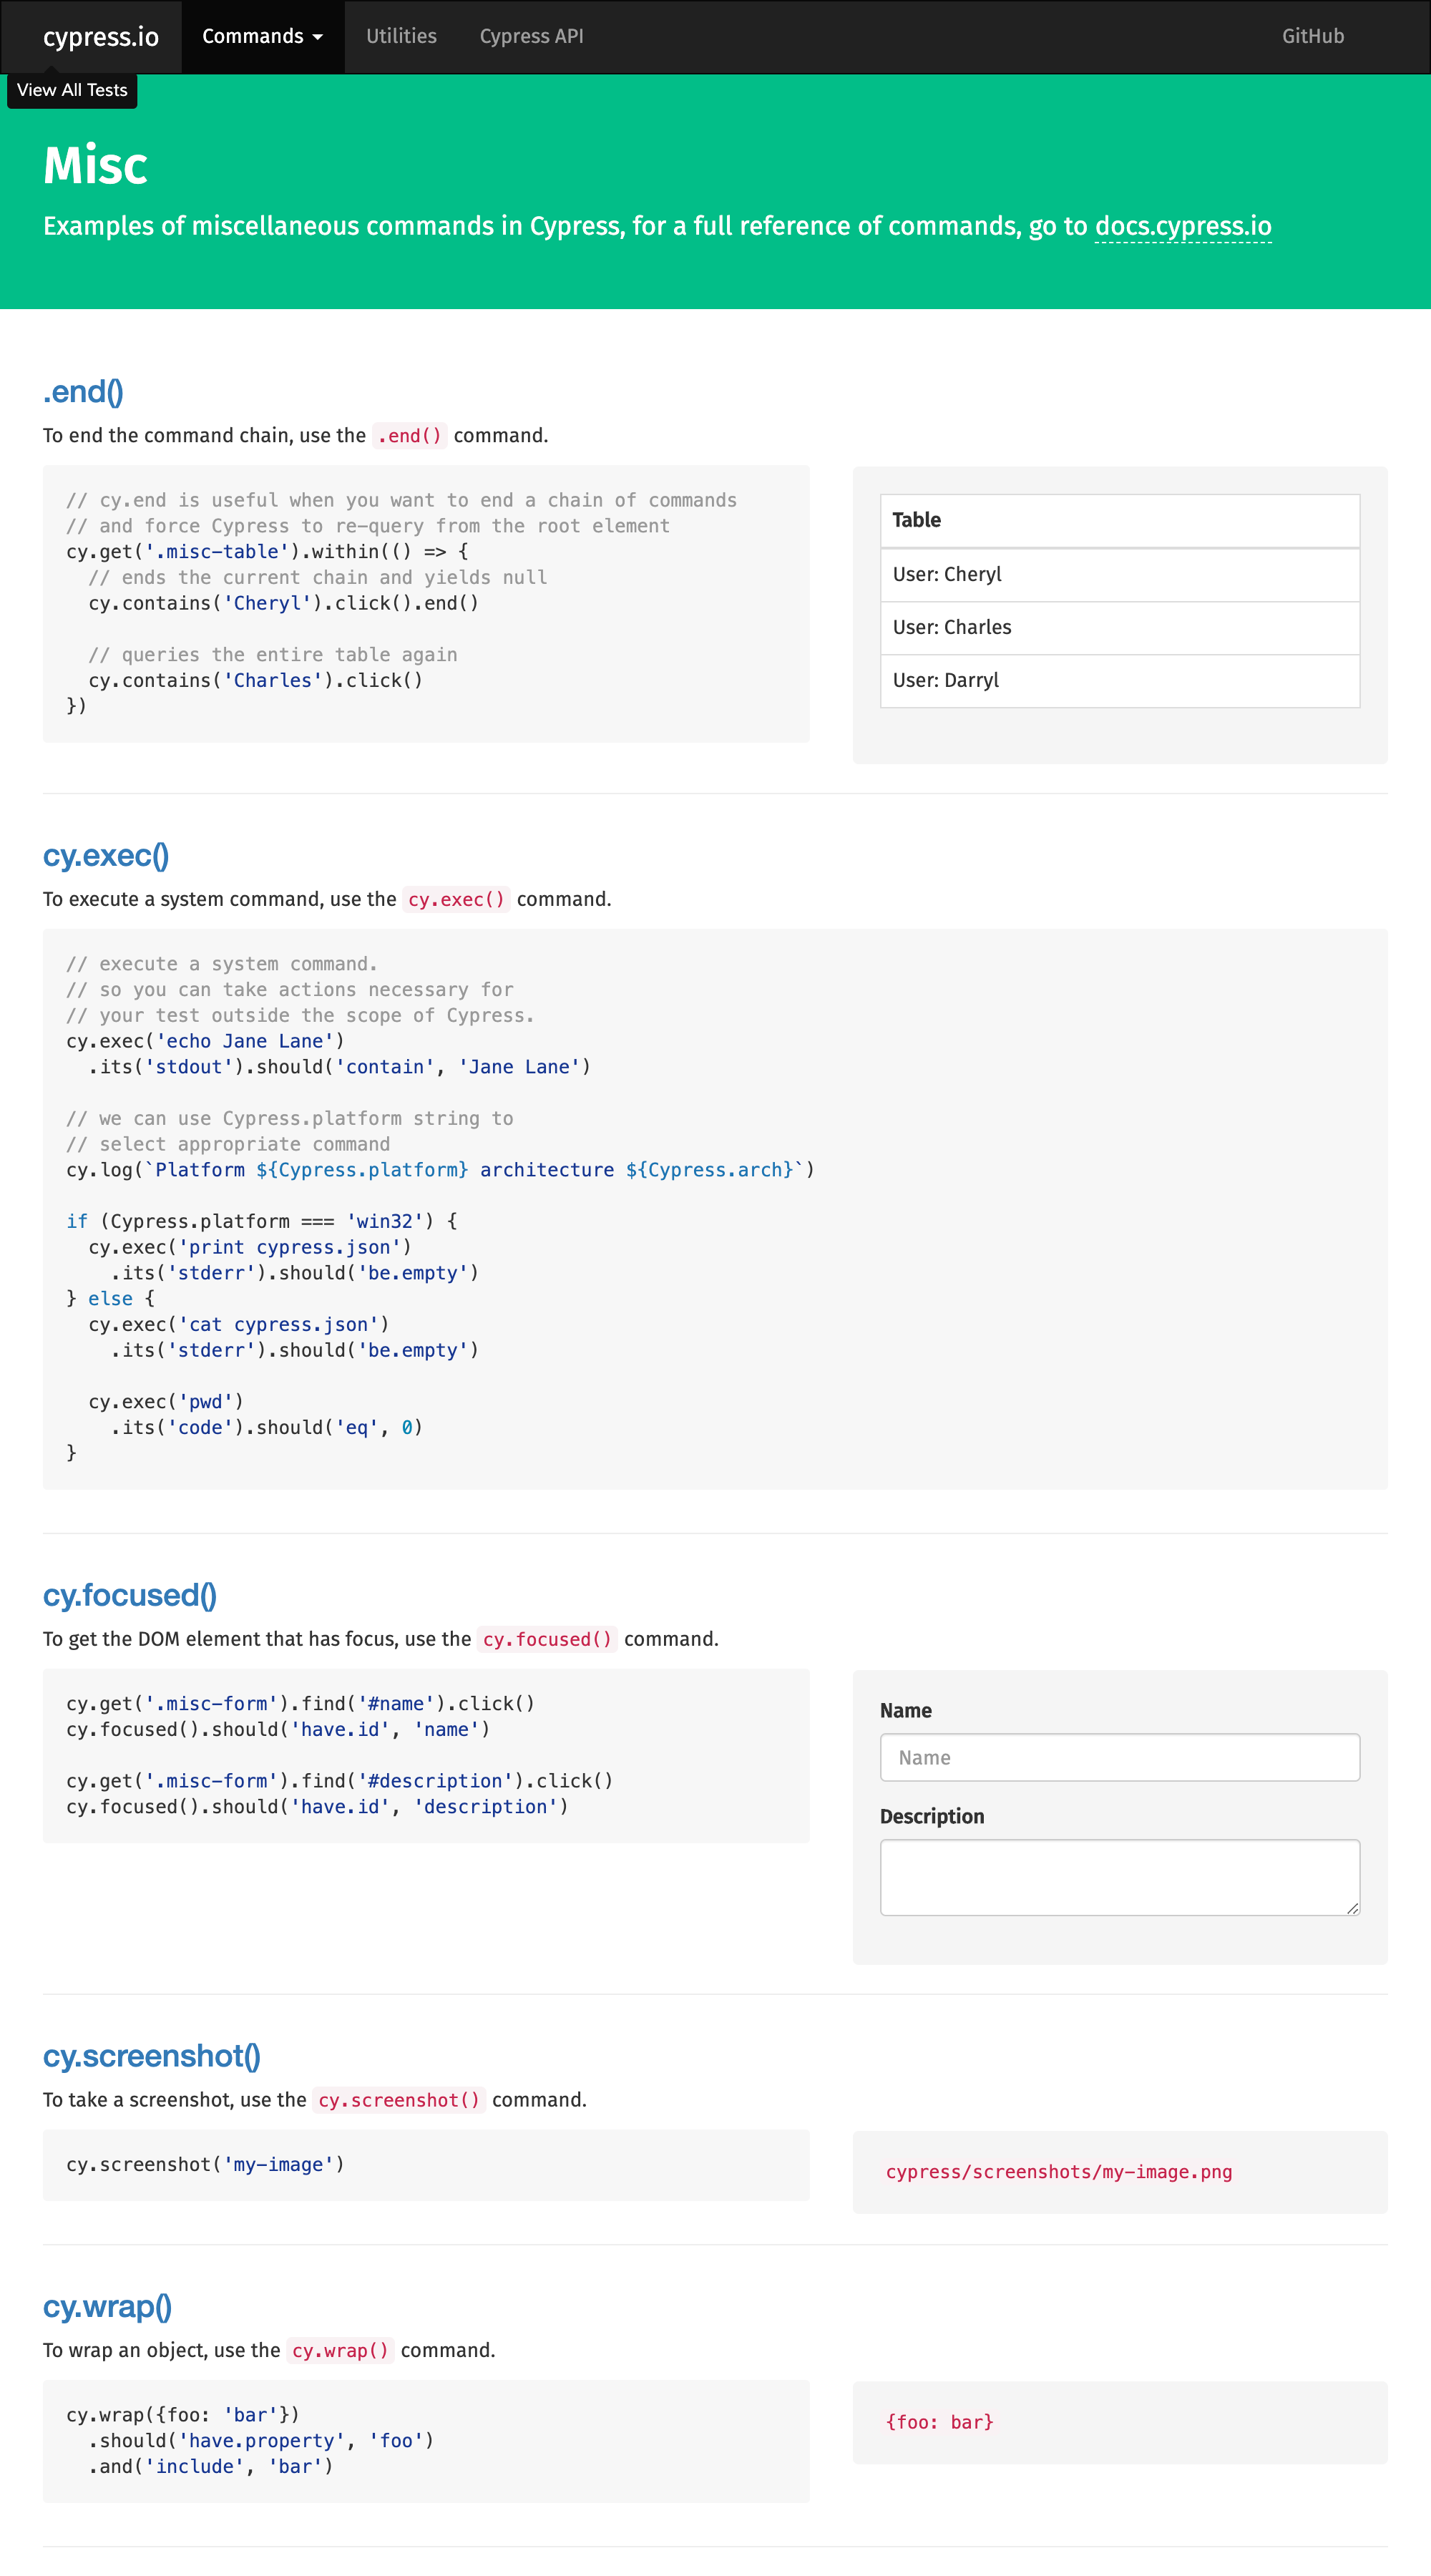 cypress.io Commands Utilities Cypress API GitHub
View All Tests
Misc
Examples of miscellaneous commands in Cypress, for a full reference of commands, go to docs.cypress.io
.end()
To end the command chain, use the .end() command.
// cy.end is useful when you want to end a chain of commands
// and force Cypress to re-query from the root element
cy.get('.misc-table').within(() => {
  // ends the current chain and yields null
  cy.contains('Cheryl').click().end()
  // queries the entire table again
  cy.contains('Charles').click()
})
Table
User: Cheryl
User: Charles
User: Darryl
cy.exec()
To execute a system command, use the cy.exec() command.
// execute a system command.
// so you can take actions necessary for
// your test outside the scope of Cypress.
cy.exec('echo Jane Lane')
  .its('stdout').should('contain', 'Jane Lane')
// we can use Cypress.platform string to
// select appropriate command
cy.log(`Platform ${Cypress.platform} architecture ${Cypress.arch}`)
if (Cypress.platform === 'win32') {
  cy.exec('print cypress.json')
    .its('stderr').should('be.empty')
} else {
  cy.exec('cat cypress.json')
    .its('stderr').should('be.empty')
  cy.exec('pwd')
    .its('code').should('eq', 0)
}
cy.focused()
To get the DOM element that has focus, use the cy.focused() command.
cy.get('.misc-form').find('#name').click()
cy.focused().should('have.id', 'name')
cy.get('.misc-form').find('#description').click()
cy.focused().should('have.id', 'description')
Name
Name
Description
cy.screenshot()
To take a screenshot, use the cy.screenshot() command.
cy.screenshot('my-image')
cypress/screenshots/my-image.png
cy.wrap()
To wrap an object, use the cy.wrap() command.
cy.wrap({foo: 'bar'})
  .should('have.property', 'foo')
  .and('include', 'bar')
{foo: bar}